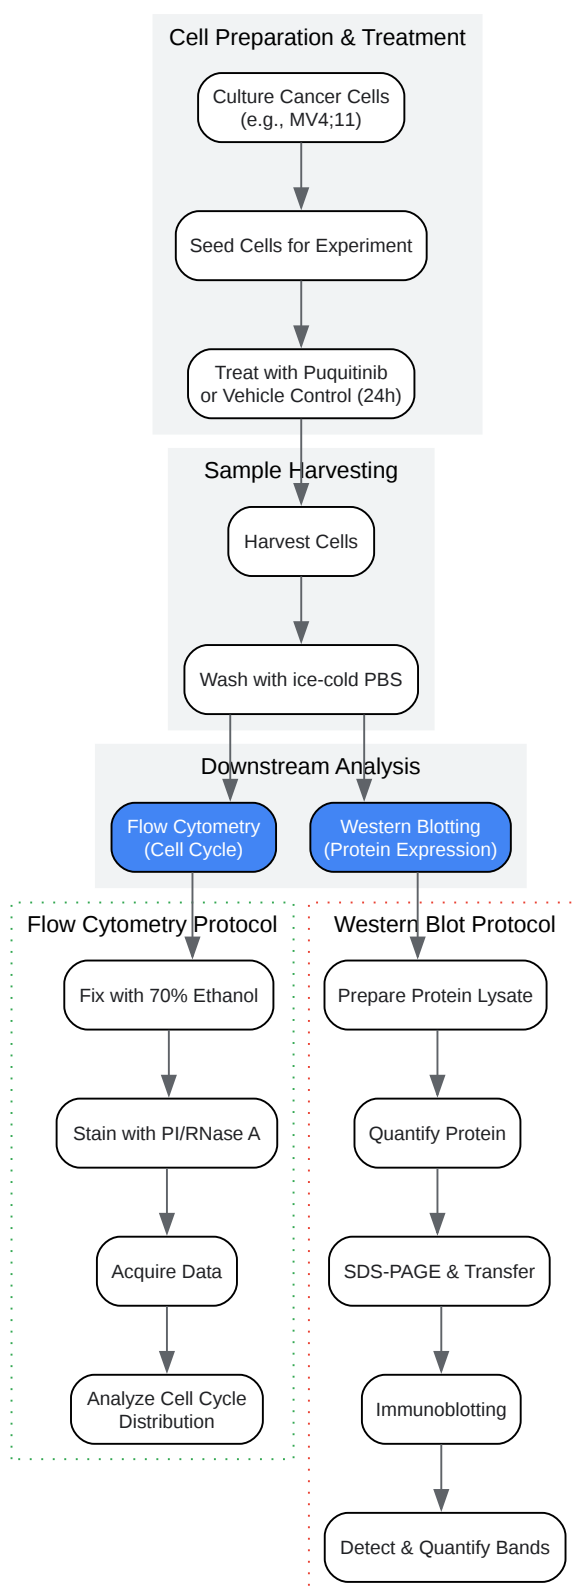 Cell Preparation & Treatment
Culture Cancer Cells
(e.g., MV4;11)
Seed Cells for Experiment
Treat with Puquitinib
or Vehicle Control (24h)
Sample Harvesting
Harvest Cells
Wash with ice-cold PBS
Downstream Analysis
Flow Cytometry
(Cell Cycle)
Western Blotting
(Protein Expression)
Flow Cytometry Protocol
Fix with 70% Ethanol
Stain with PI/RNase A
Acquire Data
Analyze Cell Cycle
Distribution
Western Blot Protocol
Prepare Protein Lysate
Quantify Protein
SDS-PAGE & Transfer
Immunoblotting
Detect & Quantify Bands